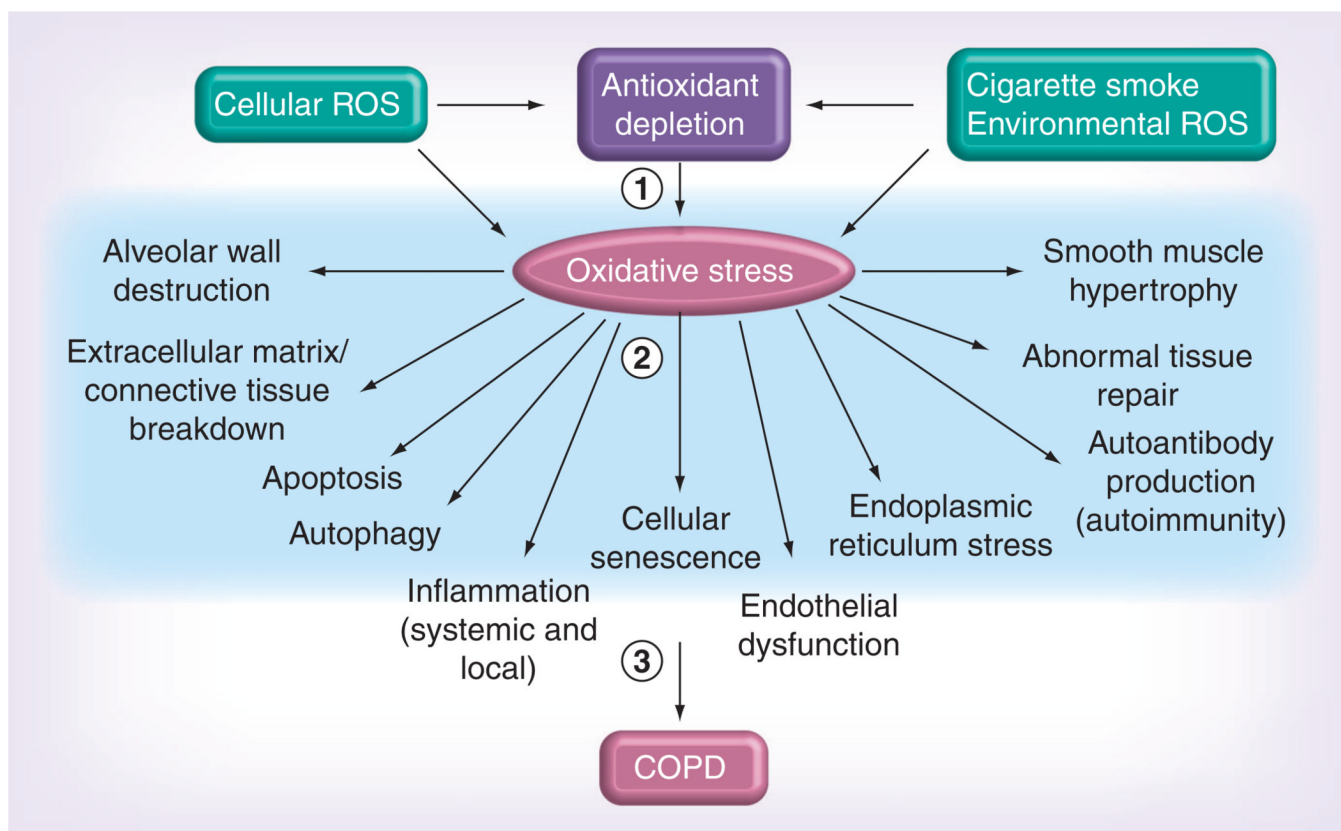 Cellular ROS
Antioxidant
depletion
Cigarette smoke
Environmental ROS
1
Alveolar wall
destruction
Oxidative stress
Smooth muscle
hypertrophy
Extracellular matrix/
connective tissue
breakdown
2
Abnormal tissue
repair
Apoptosis
Autophagy
Cellular
senescence
Endoplasmic
reticulum stress
Autoantibody
production
(autoimmunity)
Inflammation
(systemic and
local)
Endothelial
dysfunction
3
COPD